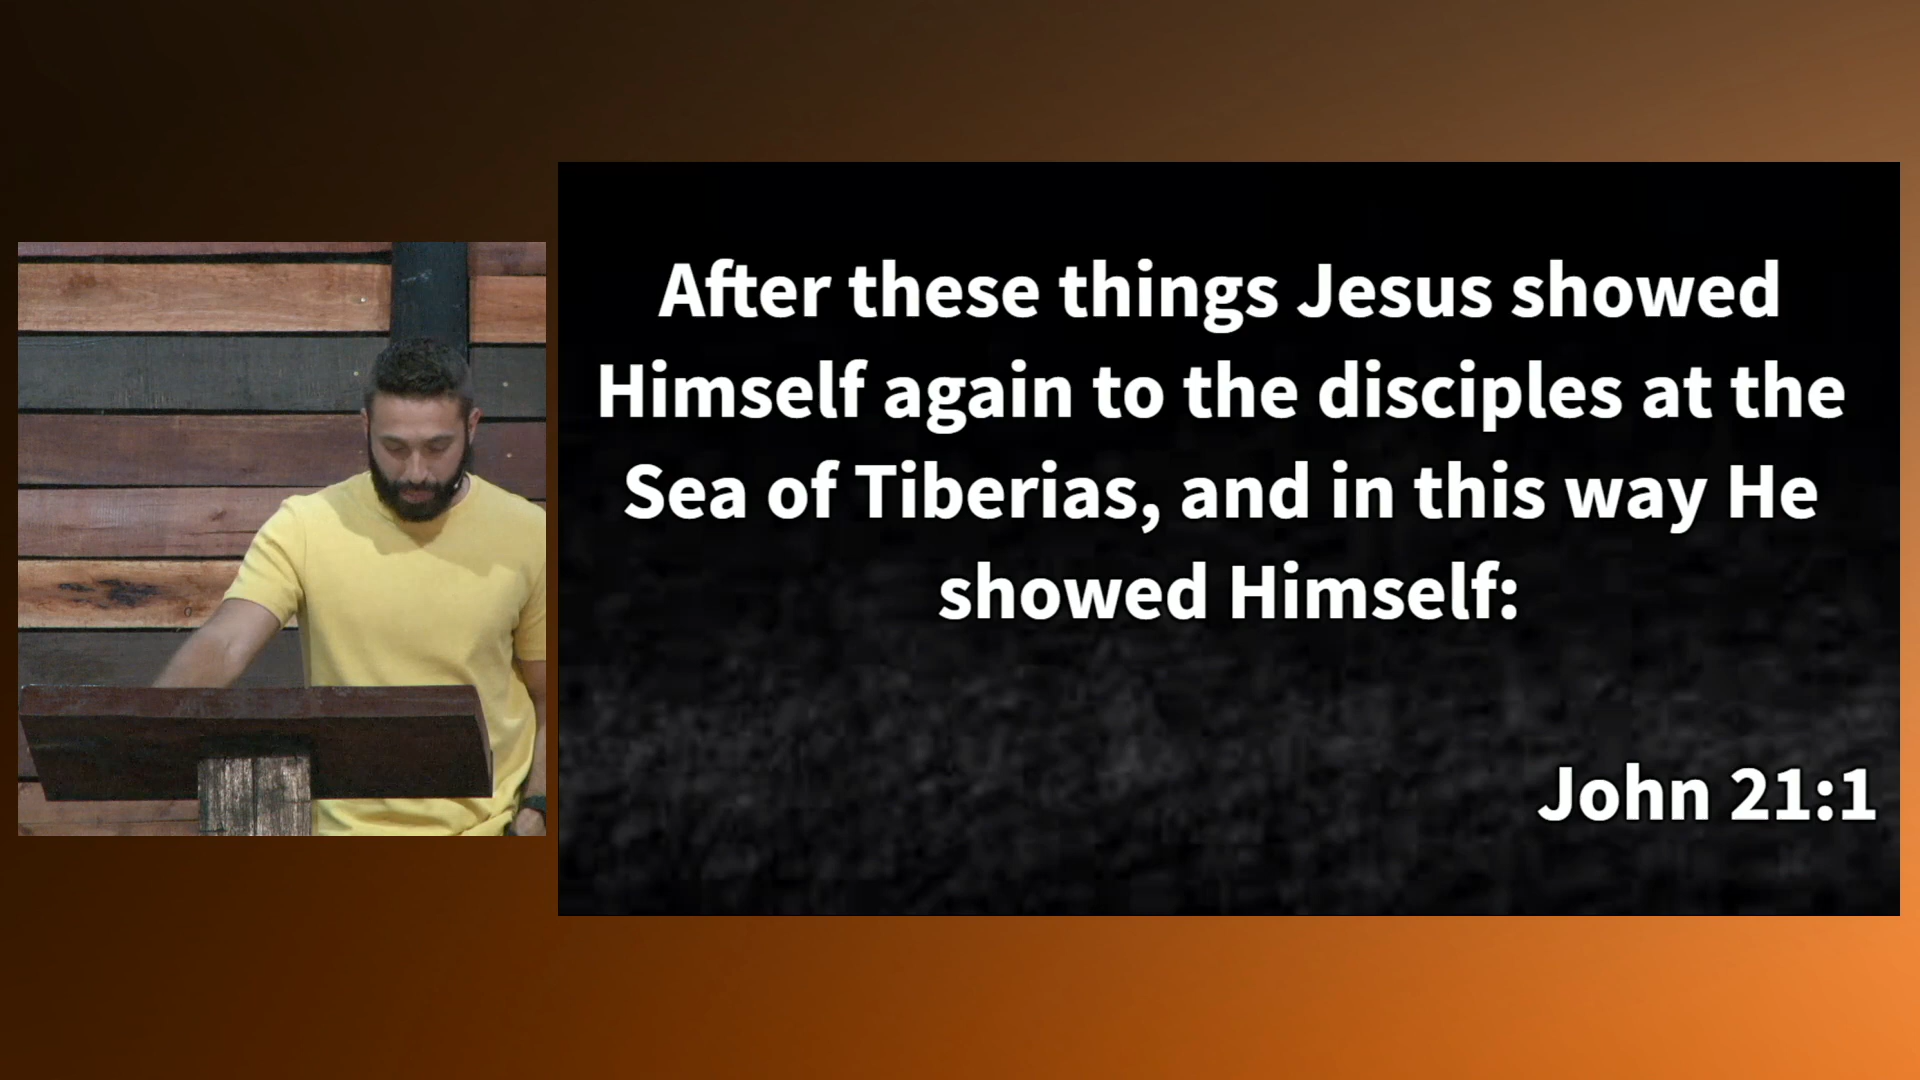 After these things Jesus showed
Himself again to the disciples at the
Sea of Tiberias, and in this way He
showed Himself:
John 21:1